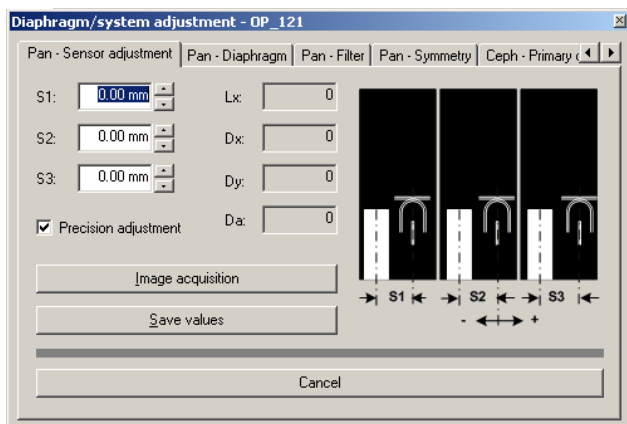 Diaphragm/system adjustment - OP_121
Pan - Sensor adjustment Pan - Diaphragm Pan - Filter Pan - Symmetry Ceph - Primary
S1: 0.00 mm Lx: 0
S2: 0.00 mm Dx: 0
S3: 0.00 mm Dy: 0
Precision adjustment Da: 0
Image acquisition
Save values
S1 S2 S3
- +
Cancel